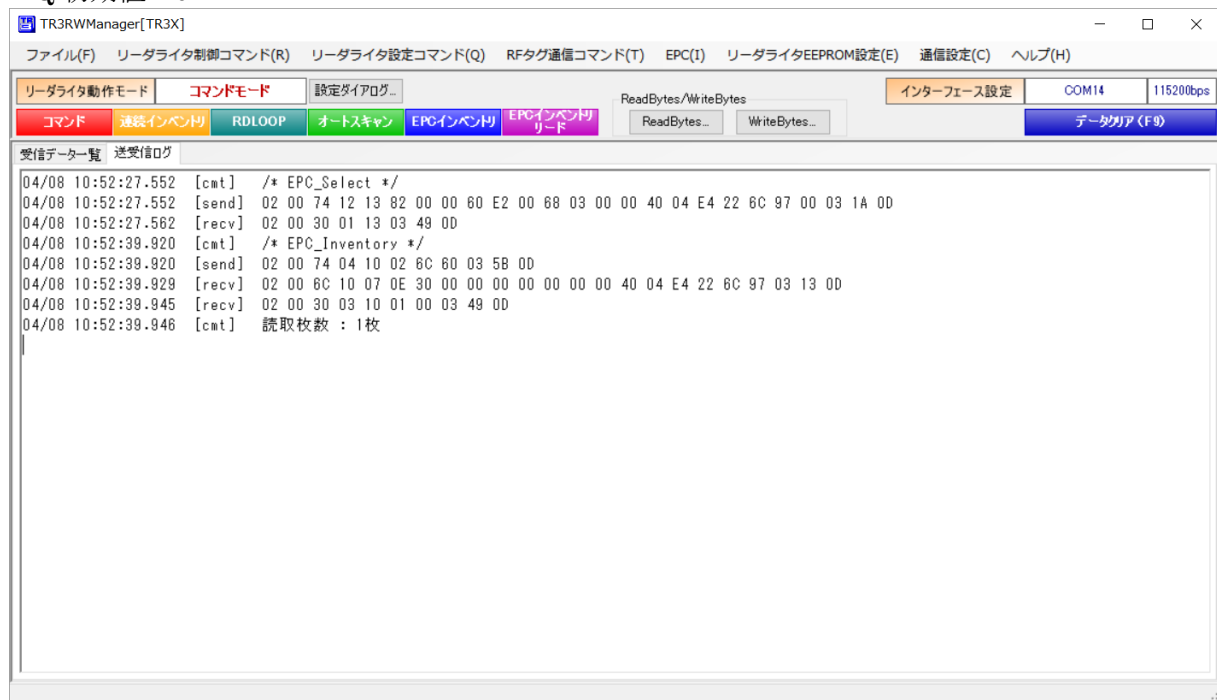 TR3RWManager[TR3X]
ファイル(F) リーダライタ制御コマンド(R) リーダライタ設定コマンド(Q) RFタグ通信コマンド(T) EPC(I) リーダライタEEPROM設定(E) 通信設定(C) ヘルプ(H)
リーダライタ動作モード コマンドモード 設定ダイアログ... ReadBytes/WriteBytes インターフェース設定 COM14 115200bps
コマンド 連続インベントリ RDLOOP オートスキャン EPCインベントリ EPCインベントリリード ReadBytes... WriteBytes... データクリア(F9)
受信データ一覧 送受信ログ
04/08 10:52:27.552 [cmt] /* EPC_Select */
04/08 10:52:27.552 [send] 02 00 74 12 13 82 00 00 60 E2 00 68 03 00 00 40 04 E4 22 6C 97 00 03 1A 0D
04/08 10:52:27.562 [recv] 02 00 30 01 13 03 49 0D
04/08 10:52:39.920 [cmt] /* EPC_Inventory */
04/08 10:52:39.920 [send] 02 00 74 04 10 02 6C 60 03 5B 0D
04/08 10:52:39.929 [recv] 02 00 6C 10 07 0E 30 00 00 00 00 00 00 00 40 04 E4 22 6C 97 03 13 0D
04/08 10:52:39.945 [recv] 02 00 30 03 10 01 00 03 49 0D
04/08 10:52:39.946 [cmt] 読取枚数 : 1枚